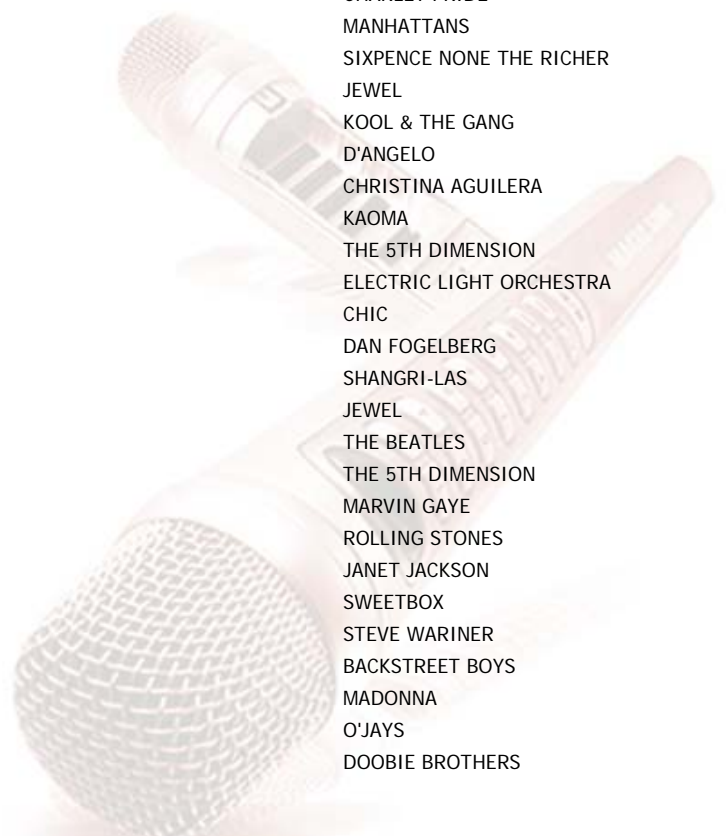 MANHATTANS
SIXPENCE NONE THE RICHER
JEWEL
KOOL & THE GANG
D'ANGELO
CHRISTINA AGUILERA
KAOMA
THE 5TH DIMENSION
ELECTRIC LIGHT ORCHESTRA
CHIC
DAN FOGELBERG
SHANGRI-LAS
JEWEL
THE BEATLES
THE 5TH DIMENSION
MARVIN GAYE
ROLLING STONES
JANET JACKSON
SWEETBOX
STEVE WARINER
BACKSTREET BOYS
MADONNA
O'JAYS
DOOBIE BROTHERS